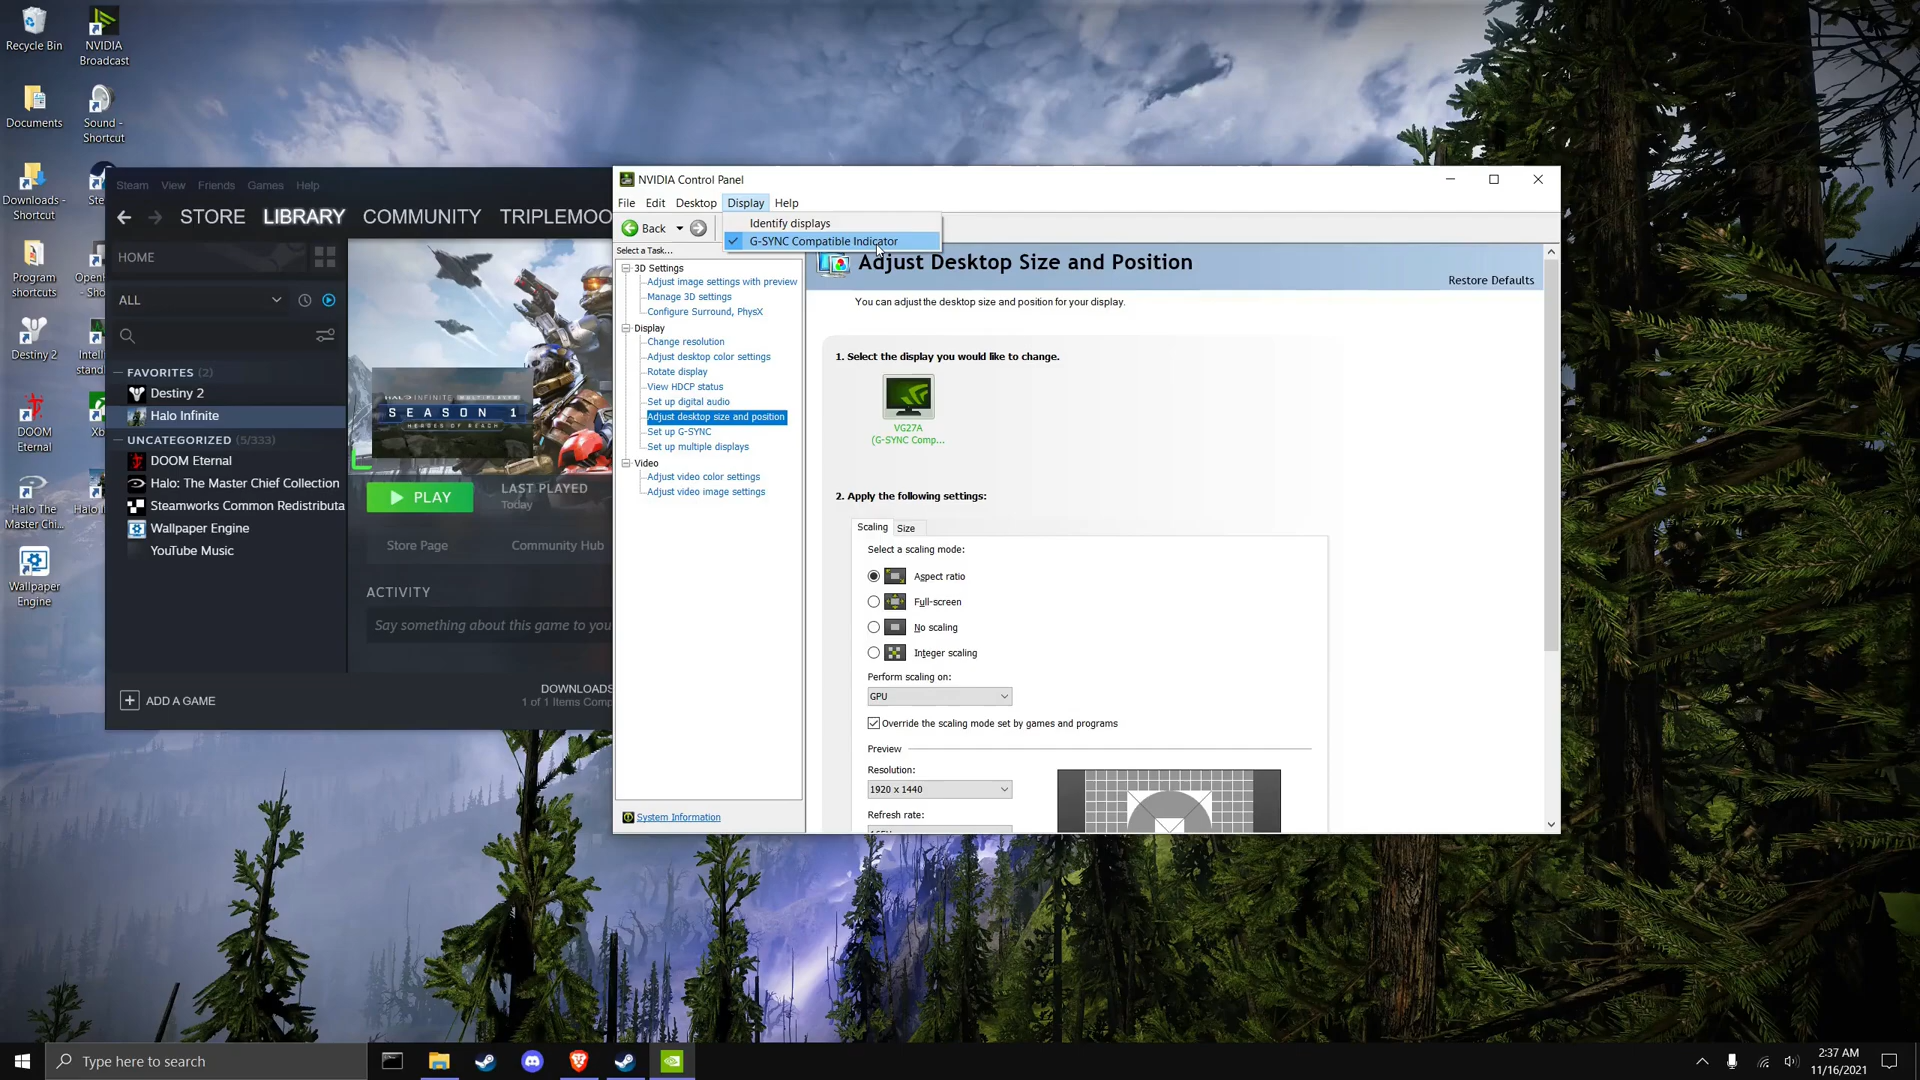 Recycle Bin
NVIDIA
Broadcast
Documents
Sound -
Shortcut
Downloads -
Shortcut
Program
shortcuts
Destiny 2
DOOM
Eternal
Halo The
Master Chi...
Wallpaper
Engine
Steam View Friends Games Help
STORE LIBRARY COMMUNITY
HOME
ALL
FAVORITES (2)
Destiny 2
Halo Infinite
UNCATEGORIZED (5/333)
DOOM Eternal
Halo: The Master Chief Collection
Steamworks Common Redistributa
Wallpaper Engine
YouTube Music
ADD A GAME
HALO INFINITE MULTIPLAYER
SEASON 1
HEROES OF REACH
PLAY
LAST PLAYED
Today
Store Page Community Hub
ACTIVITY
Say something about this game to you
DOWNLOADS
1 of 1 Items Comp
NVIDIA Control Panel
File Edit Desktop Display Help
Back
Identify displays
G-SYNC Compatible Indicator
Select a Task...
3D Settings
Adjust image settings with preview
Manage 3D settings
Configure Surround, PhysX
Display
Change resolution
Adjust desktop color settings
Rotate display
View HDCP status
Set up digital audio
Adjust desktop size and position
Set up G-SYNC
Set up multiple displays
Video
Adjust video color settings
Adjust video image settings
System Information
Adjust Desktop Size and Position
Restore Defaults
You can adjust the desktop size and position for your display.
1. Select the display you would like to change.
VG27A
(G-SYNC Comp...
2. Apply the following settings:
Scaling Size
Select a scaling mode:
Aspect ratio
Full-screen
No scaling
Integer scaling
Perform scaling on:
GPU
Override the scaling mode set by games and programs
Preview
Resolution:
1920 x 1440
Refresh rate:
Type here to search
2:37 AM
11/16/2021